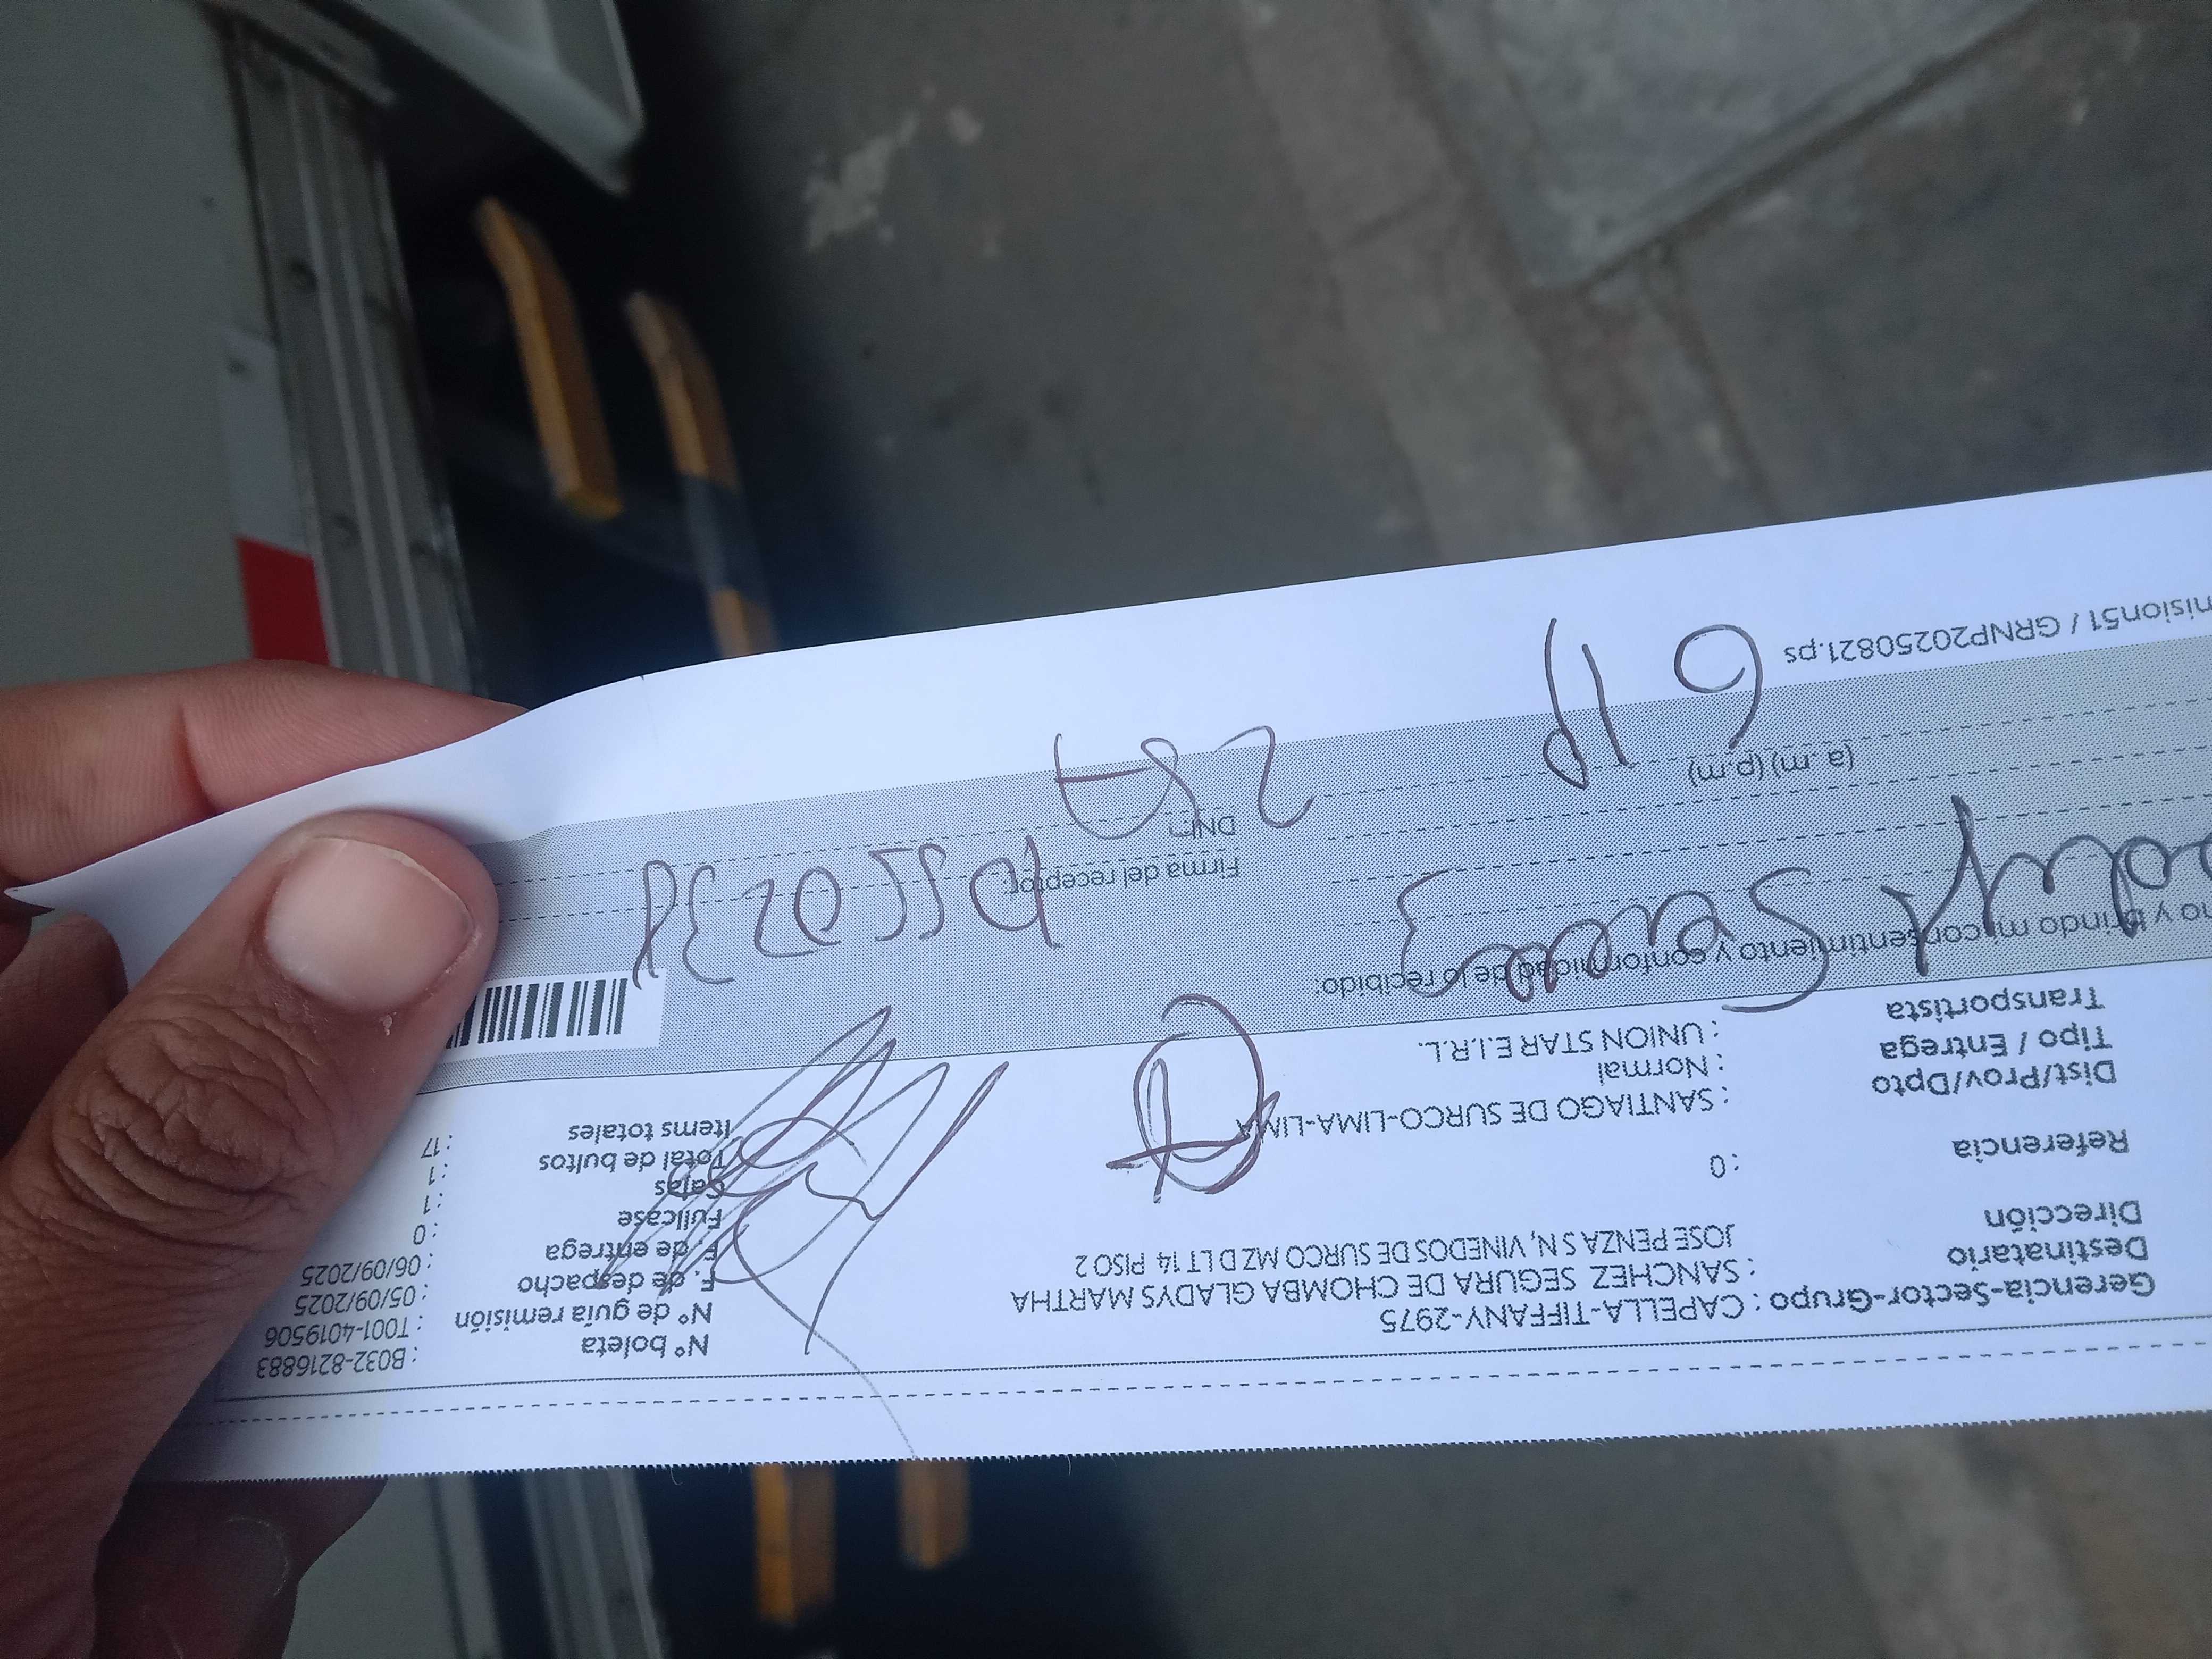 Gerencia-Sector-Grupo : CAPELLA-TIFFANY-2975
Destinatario : SANCHEZ SEGURA DE CHOMBA GLADYS MARTHA
Dirección JOSE PENZA S N, VINEDOS DE SURCO MZ D LT 14 PISO 2
Referencia : 0
Dist/Prov/Dpto : SANTIAGO DE SURCO-LIMA-LIMA
Tipo / Entrega : Normal
Transportista : UNION STAR E.I.R.L.
N° boleta : B032-8216883
N° de guía remisión : T001-4019506
F. de despacho : 05/09/2025
F. de entrega : 06/09/2025
Fullcase : 0
Cajas : 1
Total de bultos : 1
Items totales : 17
y brindo mi consentimiento y conformidad de lo recibido:
Firma del receptor:
DNI:
(a .m) (p.m)
nision51 / GRNP20250821.ps